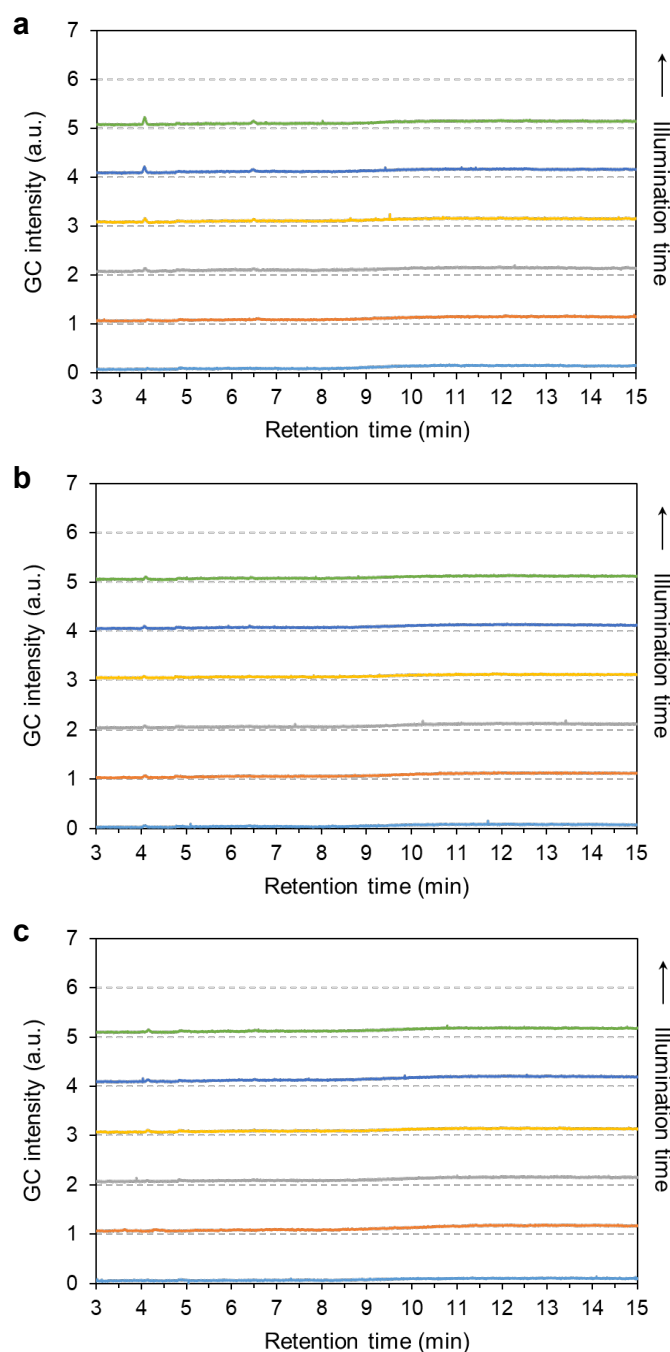 a
7
6
5
4
3
2
1
0
GC intensity (a.u.)
3 4 5 6 7 8 9 10 11 12 13 14 15
Retention time (min)
Illumination time →
b
7
6
5
4
3
2
1
0
GC intensity (a.u.)
3 4 5 6 7 8 9 10 11 12 13 14 15
Retention time (min)
Illumination time →
c
7
6
5
4
3
2
1
0
GC intensity (a.u.)
3 4 5 6 7 8 9 10 11 12 13 14 15
Retention time (min)
Illumination time →